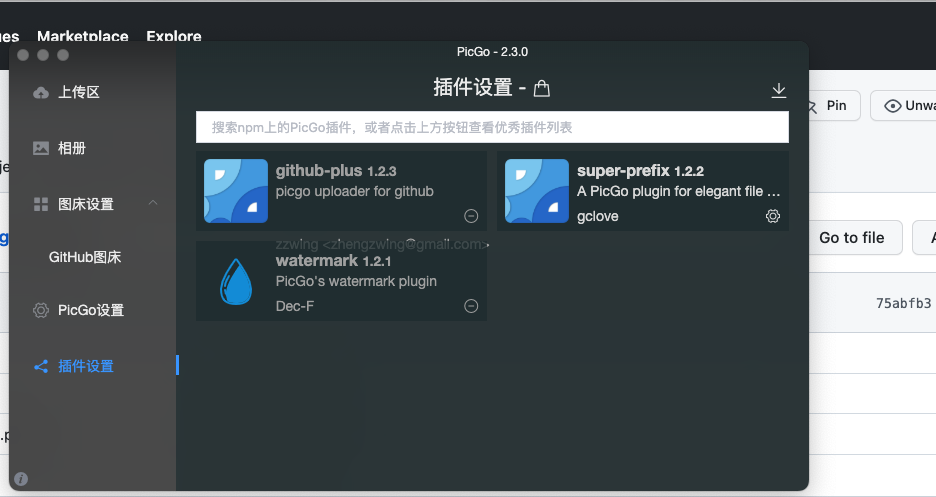 es Marketplace Explore
PicGo - 2.3.0
上传区
插件设置 -
Pin
Unwa
搜索npm上的PicGo插件，或者点击上方按钮查看优秀插件列表
相册
github-plus 1.2.3
picgo uploader for github
super-prefix 1.2.2
A PicGo plugin for elegant file ...
gclove
图床设置
Go to file
A
zzwing <zhengzwing@gmail.com>
watermark 1.2.1
PicGo's watermark plugin
Dec-F
GitHub图床
PicGo设置
75abfb3
插件设置
.p